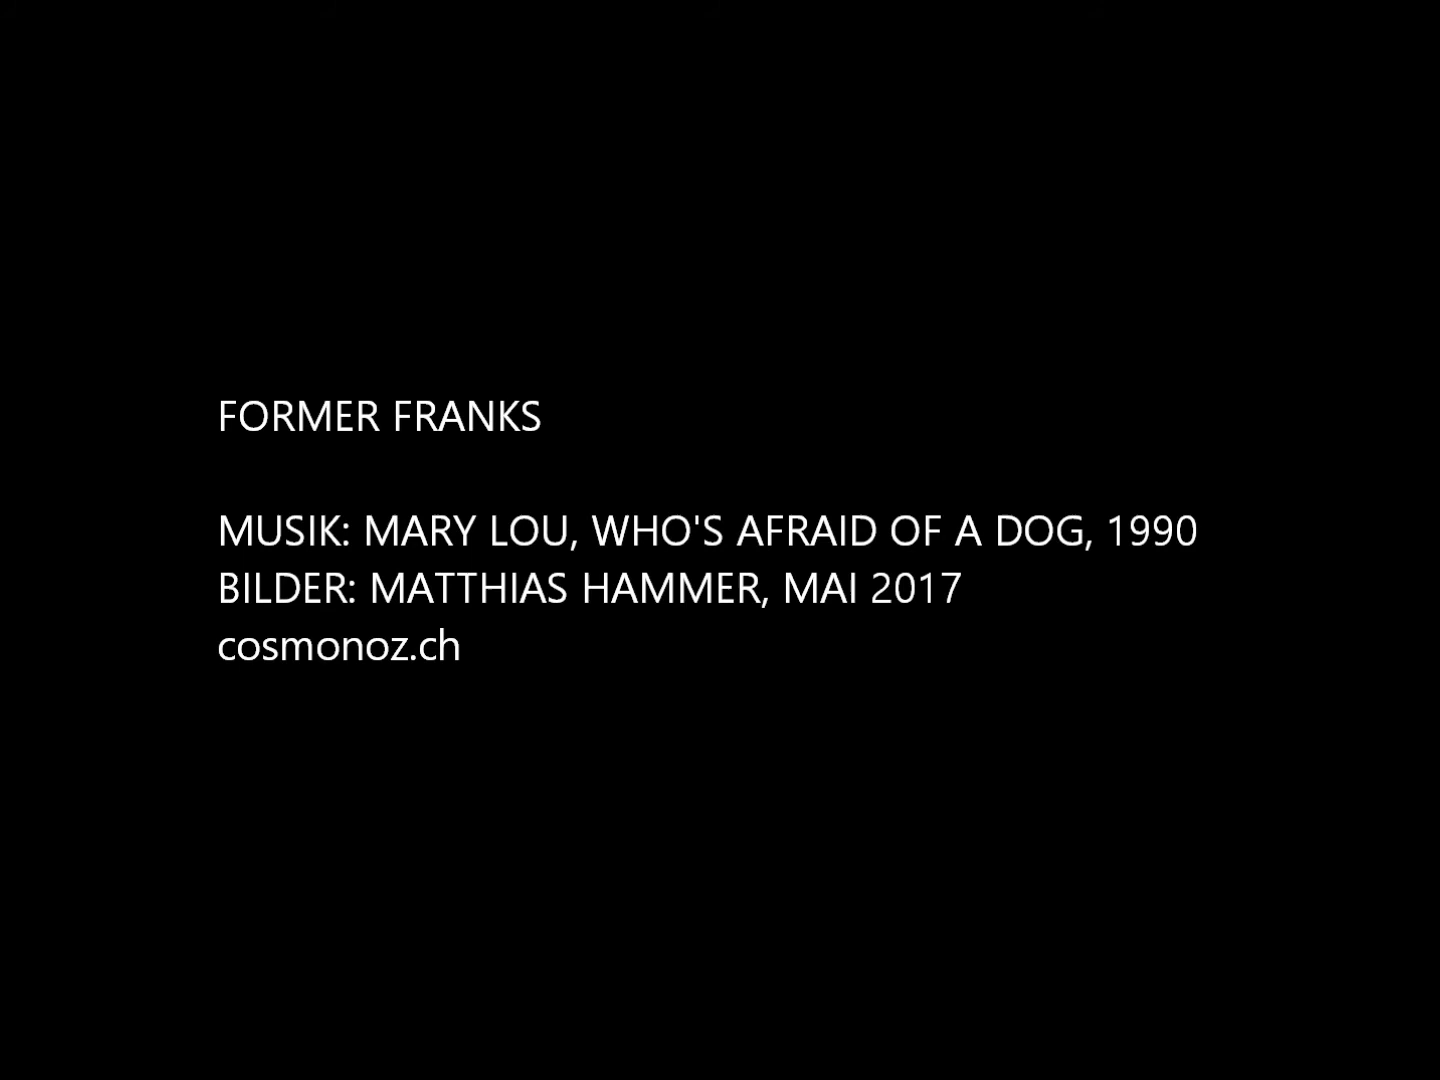 FORMER FRANKS
MUSIK: MARY LOU, WHO'S AFRAID OF A DOG, 1990
BILDER: MATTHIAS HAMMER, MAI 2017
cosmonoz.ch